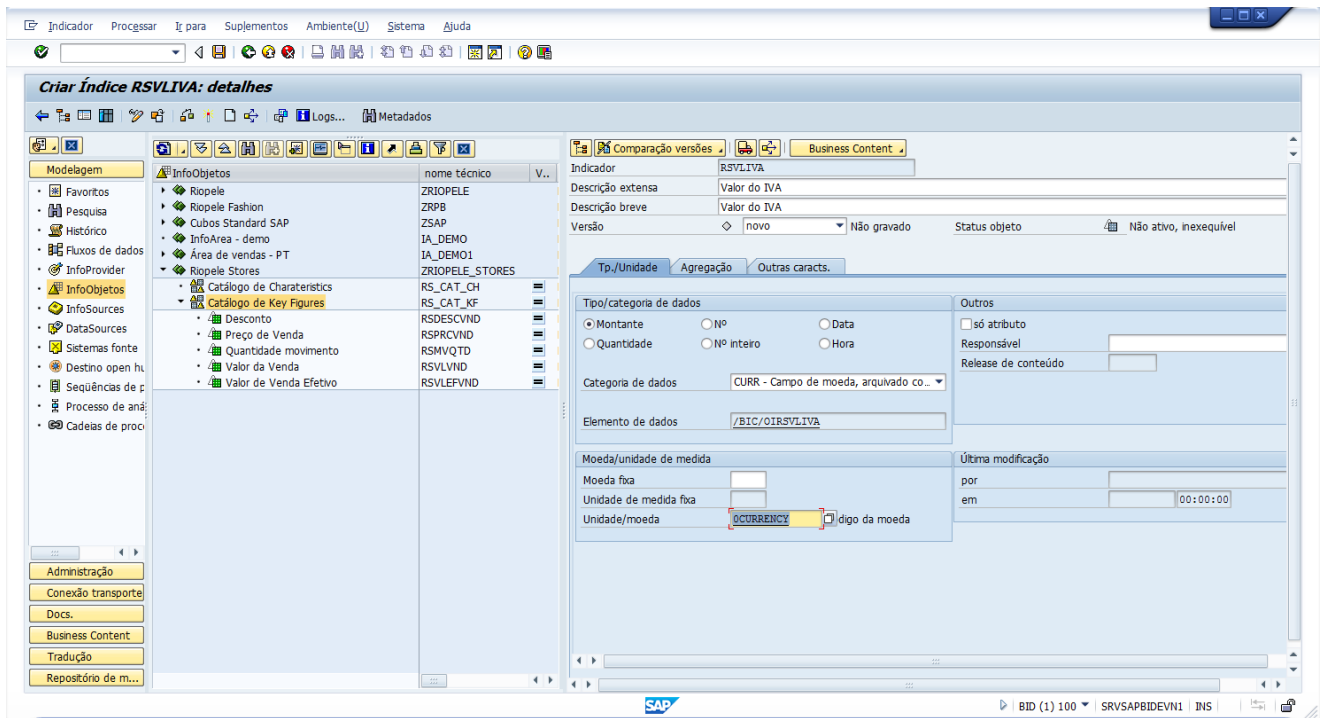 Indicador Processar Ir para Suplementos Ambiente(U) Sistema Ajuda
Criar Índice RSVLIVA: detalhes
Logs... Metadados
Modelagem
Favoritos
Pesquisa
Histórico
Fluxos de dados
InfoProvider
InfoObjetos
InfoSources
DataSources
Sistemas fonte
Destino open hu
Seqüências de p
Processo de aná
Cadeias de proc
Administração
Conexão transporte
Docs.
Business Content
Tradução
Repositório de m...
InfoObjetos nome técnico V..
Riopele ZRIOPELE
Riopele Fashion ZRPB
Cubos Standard SAP ZSAP
InfoArea - demo IA_DEMO
Área de vendas - PT IA_DEMO1
Riopele Stores ZRIOPELE_STORES
Catálogo de Charateristics RS_CAT_CH
Catálogo de Key Figures RS_CAT_KF
Desconto RSDESCVND
Preço de Venda RSPRCVND
Quantidade movimento RSMVQTD
Valor da Venda RSVLVND
Valor de Venda Efetivo RSVLEFVND
Comparação versões Business Content
Indicador RSVLIVA
Descrição extensa Valor do IVA
Descrição breve Valor do IVA
Versão novo Não gravado Status objeto Não ativo, inexequível
Tp./Unidade Agregação Outras caracts.
Tipo/categoria de dados
Montante Nº Data
Quantidade Nº inteiro Hora
Categoria de dados CURR - Campo de moeda, arquivado co...
Elemento de dados /BIC/OIRSVLIVA
Outros
só atributo
Responsável
Release de conteúdo
Moeda/unidade de medida
Moeda fixa
Unidade de medida fixa
Unidade/moeda 0CURRENCY digo da moeda
Última modificação
por
em 00:00:00
SAP BID (1) 100 SRVSAPBIDEVN1 INS